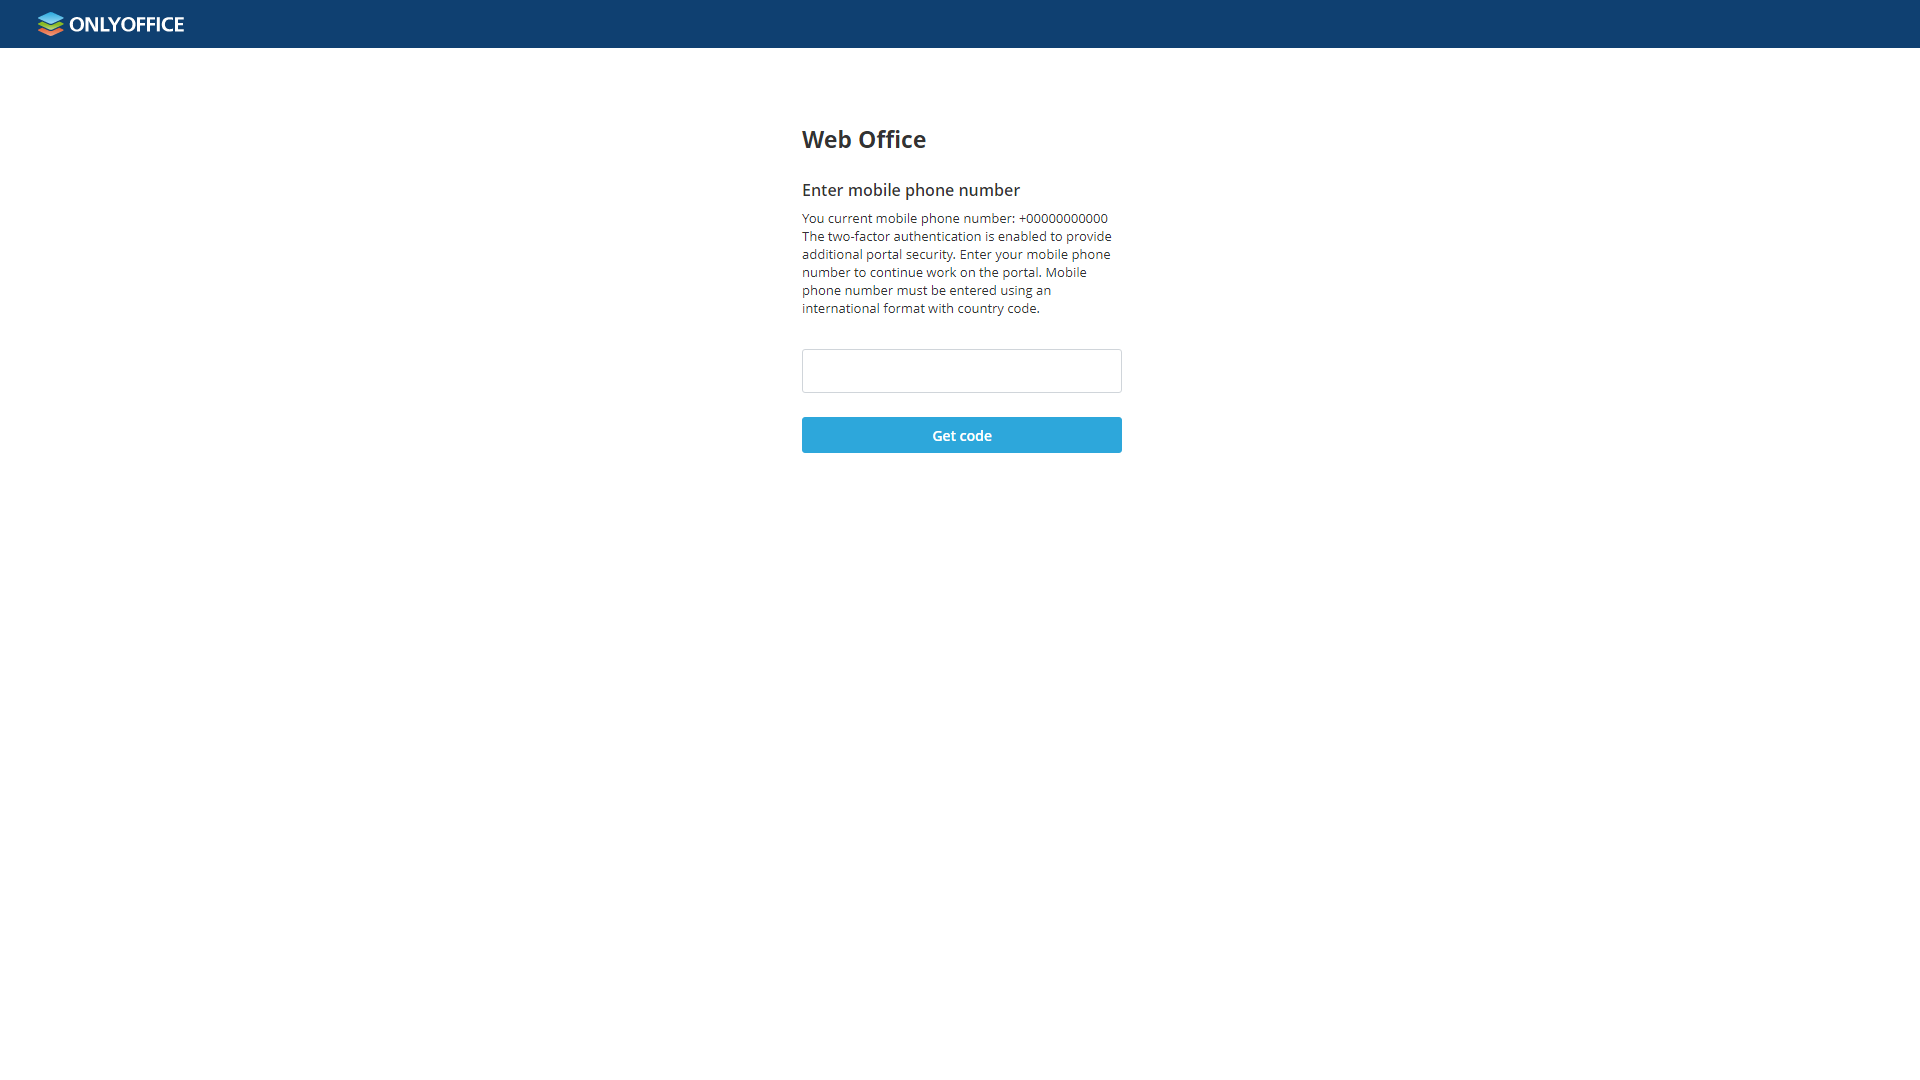 ONLYOFFICE
Web Office
Enter mobile phone number
You current mobile phone number: +00000000000
The two-factor authentication is enabled to provide
additional portal security. Enter your mobile phone
number to continue work on the portal. Mobile
phone number must be entered using an
international format with country code.
Get code